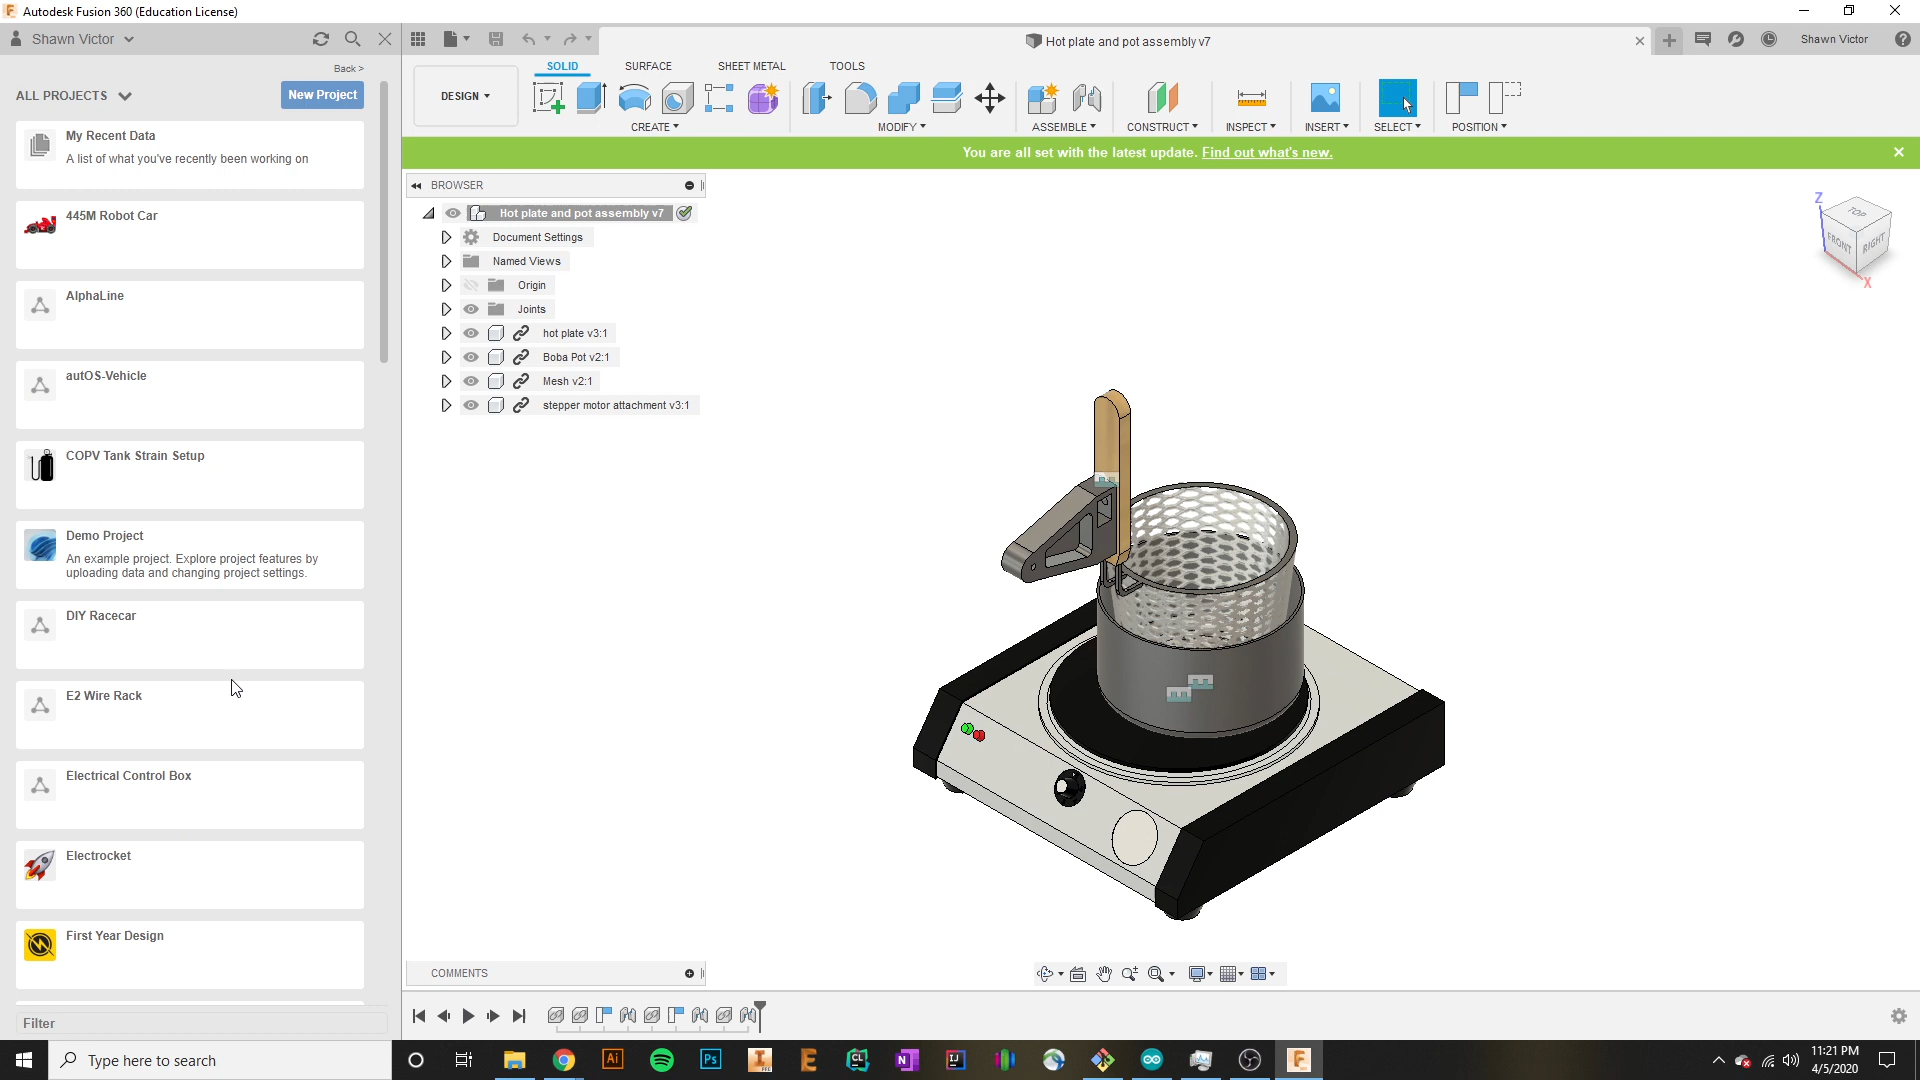 Autodesk Fusion 360 (Education License)
Shawn Victor
Back >
ALL PROJECTS
New Project
My Recent Data
A list of what you've recently been working on
445M Robot Car
AlphaLine
autOS-Vehicle
COPV Tank Strain Setup
Demo Project
An example project. Explore project features by
uploading data and changing project settings.
DIY Racecar
E2 Wire Rack
Electrical Control Box
Electrocket
First Year Design
Filter
Hot plate and pot assembly v7
Shawn Victor
DESIGN
SOLID SURFACE SHEET METAL TOOLS
CREATE MODIFY ASSEMBLE CONSTRUCT INSPECT INSERT SELECT POSITION
You are all set with the latest update. Find out what's new.
BROWSER
Hot plate and pot assembly v7
Document Settings
Named Views
Origin
Joints
hot plate v3:1
Boba Pot v2:1
Mesh v2:1
stepper motor attachment v3:1
Z
TOP
FRONT RIGHT
X
COMMENTS
Type here to search
11:21 PM
4/5/2020